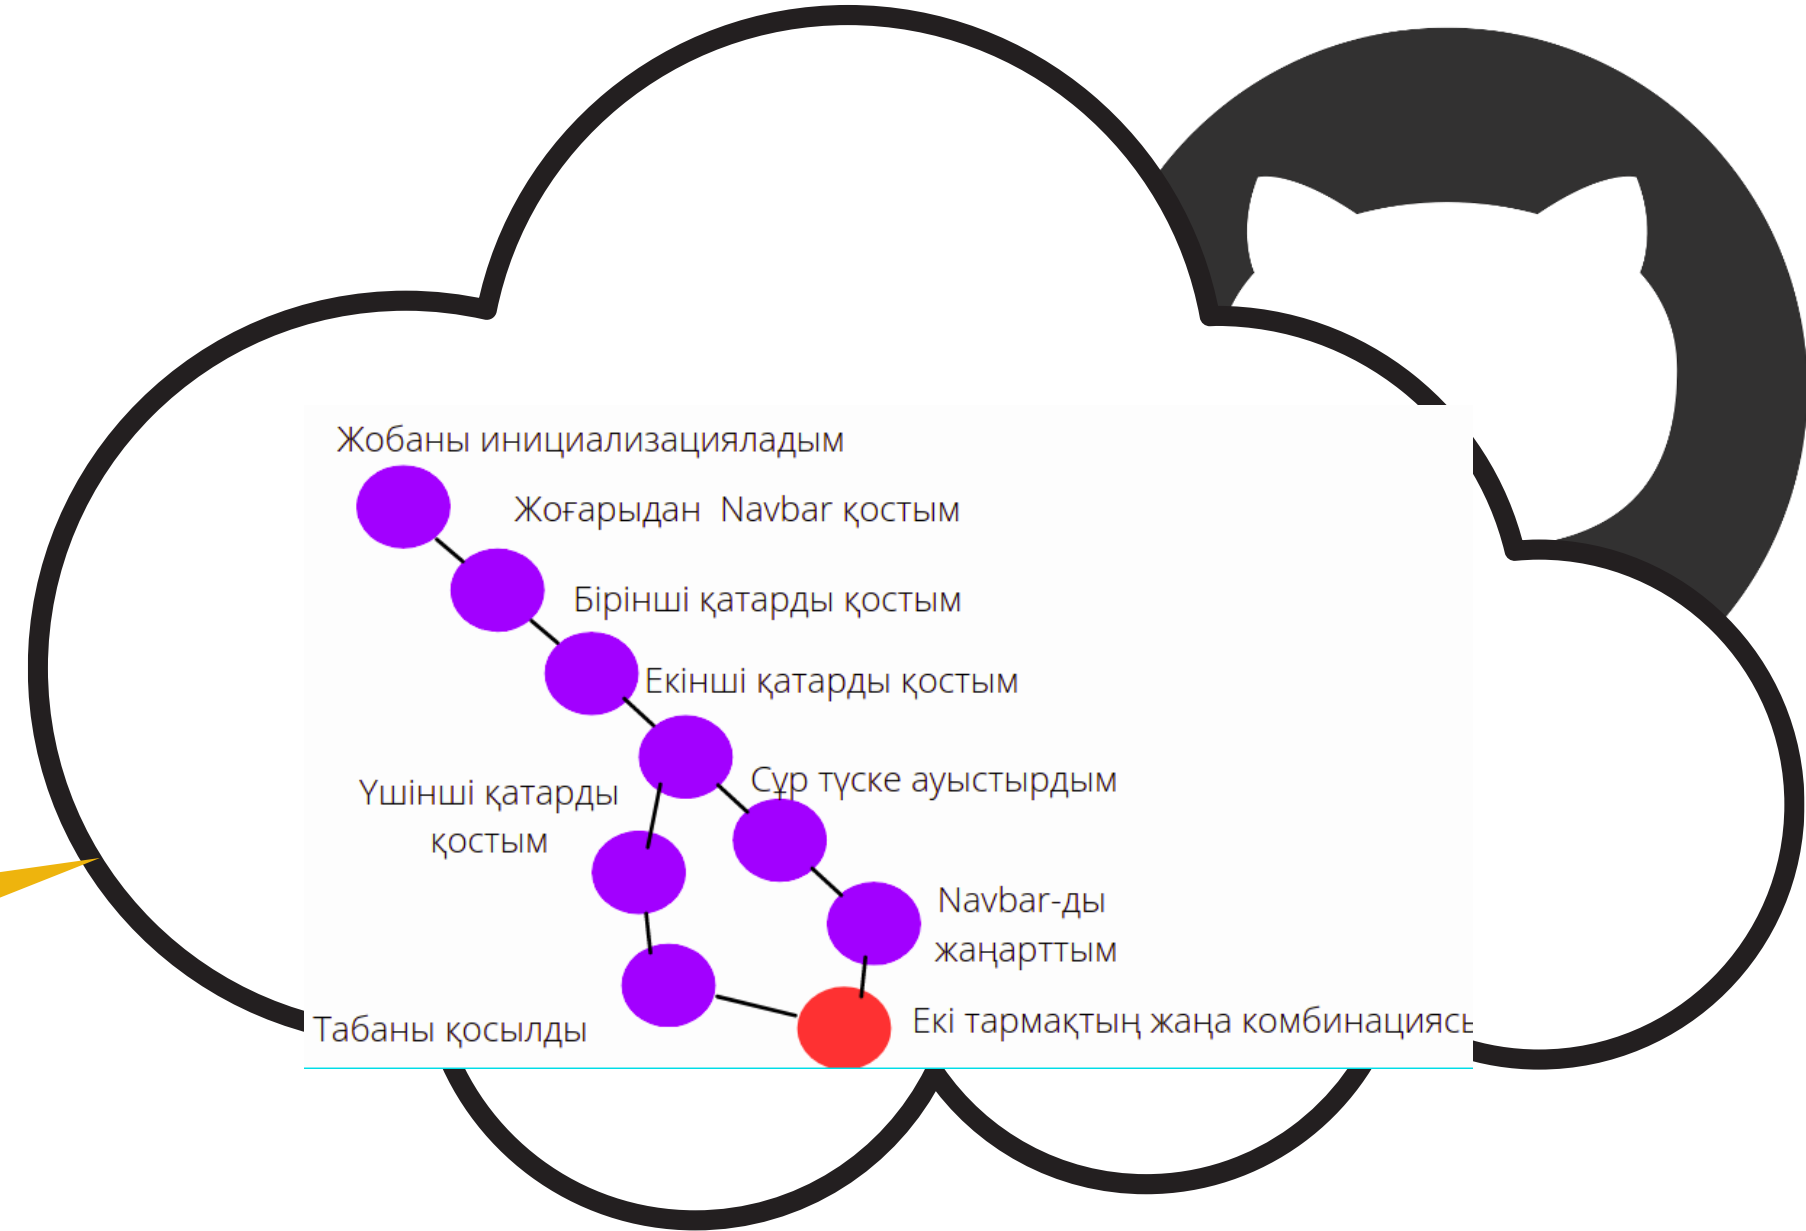 Жобаны инициализацияладым
Жоғарыдан Navbar қостым
Бірінші қатарды қостым
Екінші қатарды қостым
Сұр түске ауыстырдым
Үшінші қатарды
қостым
Navbar-ды
жаңарттым
Екі тармақтың жаңа
Табаны қосылды